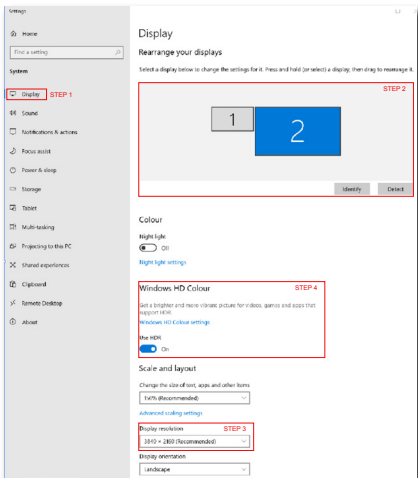 Settings
Home
Find a setting
System
Display STEP 1
Sound
Notifications & actions
Focus assist
Power & sleep
Storage
Tablet
Multi-tasking
Projecting to this PC
Shared experiences
Clipboard
Remote Desktop
About
Display
Rearrange your displays
Select a display below to change the settings for it. Press and hold (or select) a display, then drag to rearrange it.
STEP 2
1
2
Identify Detect
Colour
Night light
Off
Night light settings
Windows HD Colour STEP 4
Get a brighter and more vibrant picture for videos, games and apps that
support HDR.
Windows HD Colour settings
Use HDR
On
Scale and layout
Change the size of text, apps and other items
(Recommended)
Advanced scaling settings
Display resolution STEP 3
3840 × 2160 (Recommended)
Display orientation
Landscape